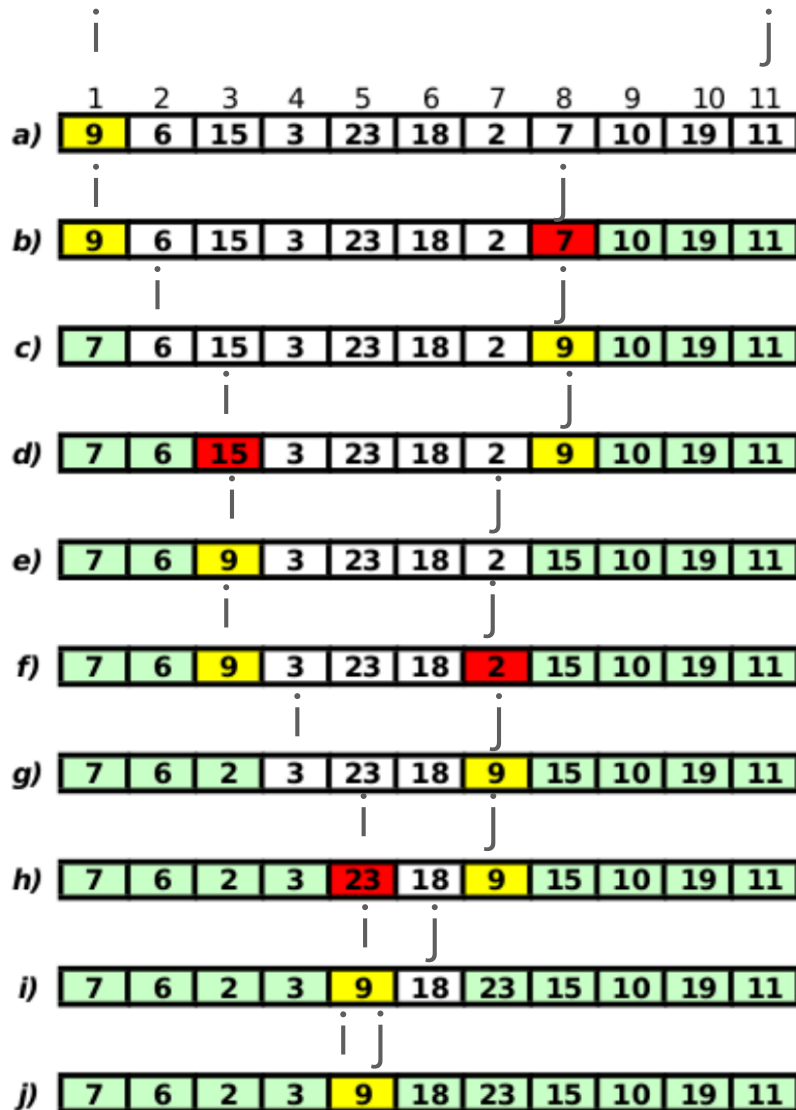 i j
1 2 3 4 5 6 7 8 9 10 11
a) 9 6 15 3 23 18 2 7 10 19 11
i j
b) 9 6 15 3 23 18 2 7 10 19 11
i j
c) 7 6 15 3 23 18 2 9 10 19 11
i j
d) 7 6 15 3 23 18 2 9 10 19 11
i j
e) 7 6 9 3 23 18 2 15 10 19 11
i j
f) 7 6 9 3 23 18 2 15 10 19 11
i j
g) 7 6 2 3 23 18 9 15 10 19 11
i j
h) 7 6 2 3 23 18 9 15 10 19 11
i j
i) 7 6 2 3 9 18 23 15 10 19 11
i j
j) 7 6 2 3 9 18 23 15 10 19 11